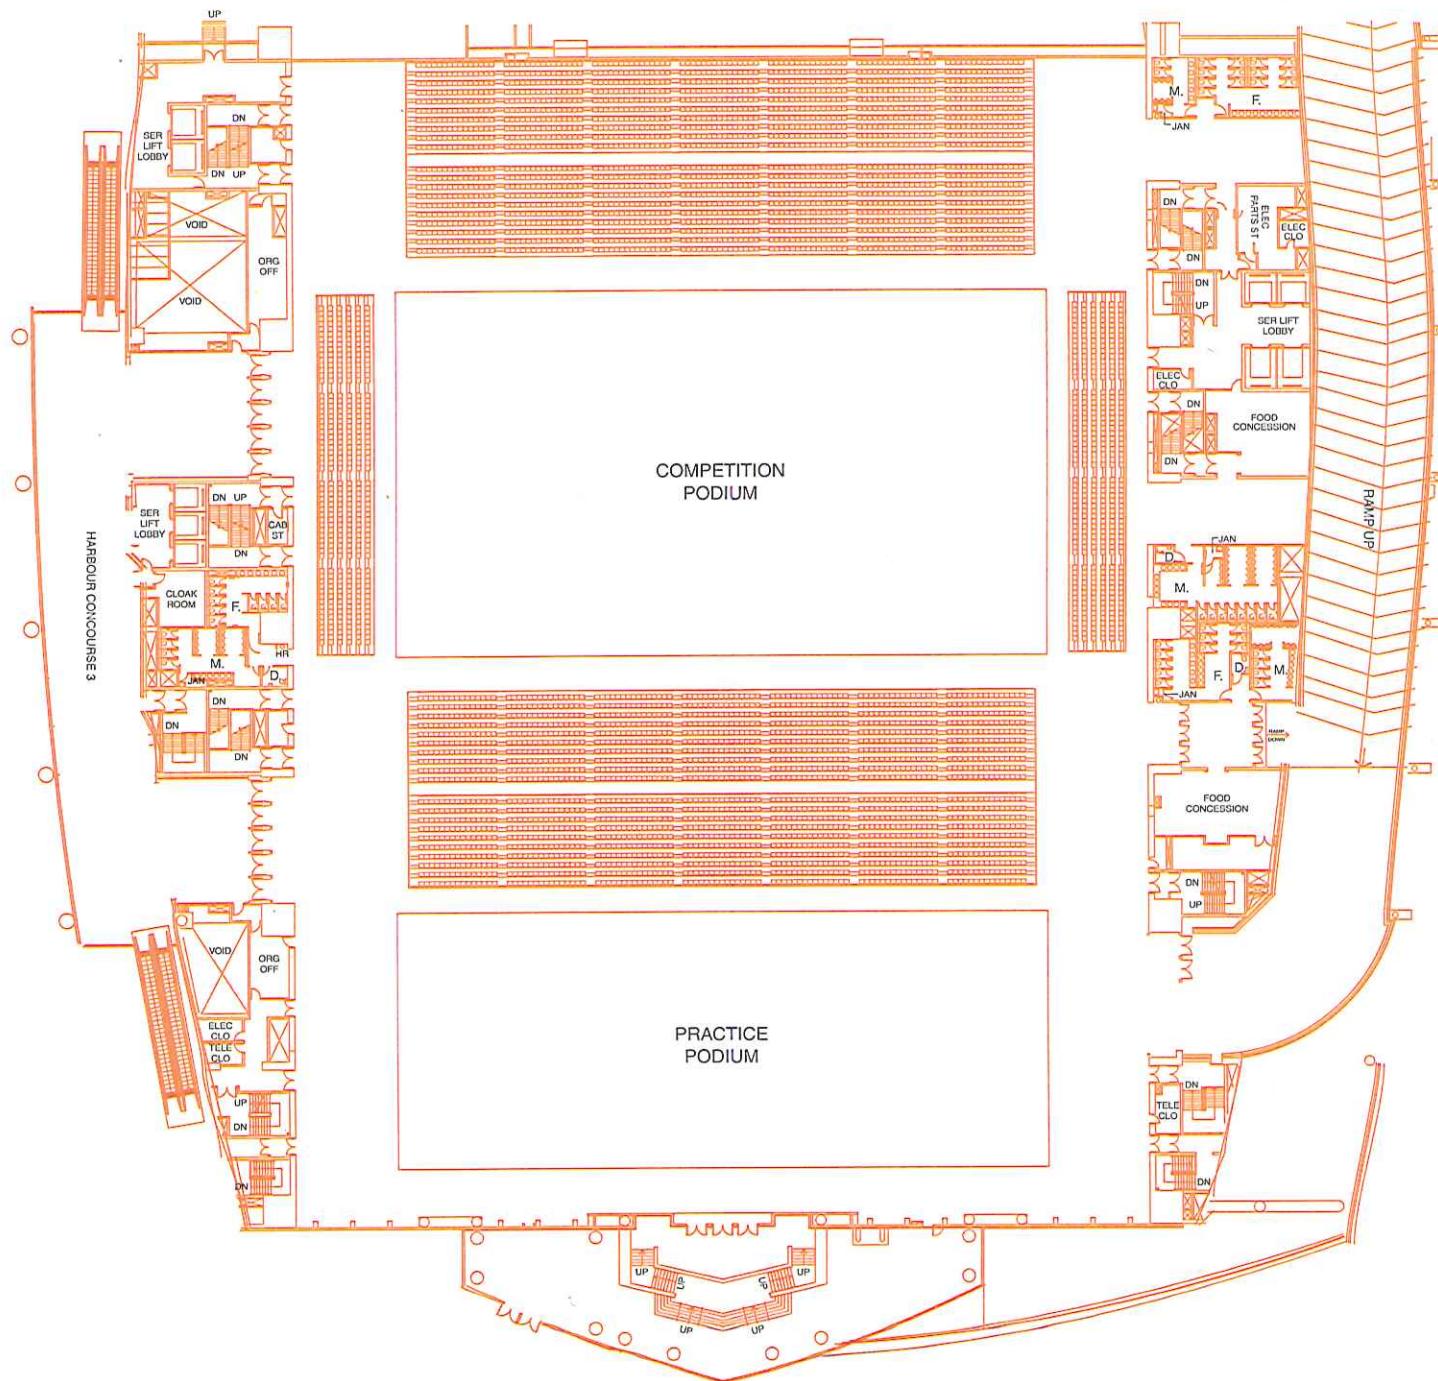 UP
SER
LIFT
LOBBY
DN
DN UP
VOID
ORG
OFF
VOID
M.
F.
JAN
DN
ELEC
PARTS ST
ELEC
CLO
DN
DN
UP
SER LIFT
LOBBY
ELEC
CLO
DN
FOOD
CONCESSION
DN
COMPETITION
PODIUM
RAMP UP
HARBOUR CONCOURSE 3
SER
LIFT
LOBBY
DN UP
CAB
ST
DN
CLOAK
ROOM
F.
HR
M.
D.
JAN
DN
DN
DN
D.
JAN
M.
F.
D.
M.
JAN
RAMP
DOWN
FOOD
CONCESSION
DN
UP
VOID
ORG
OFF
ELEC
CLO
TELE
CLO
UP
DN
DN
PRACTICE
PODIUM
DN
TELE
CLO
DN
UP
UP
UP
UP
UP
UP